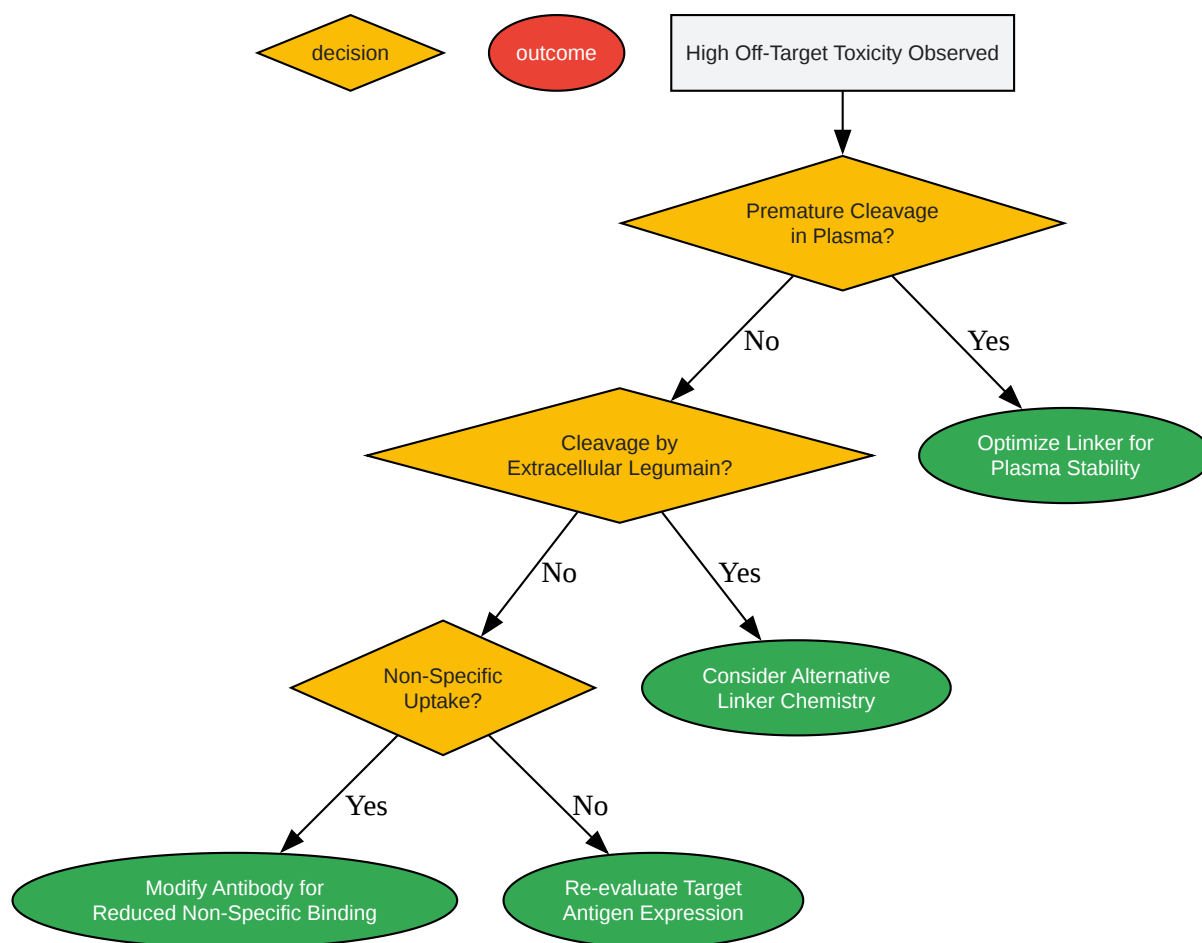 decision
outcome
High Off-Target Toxicity Observed
Premature Cleavage
in Plasma?
No
Yes
Cleavage by
Extracellular Legumain?
Optimize Linker for
Plasma Stability
No
Yes
Non-Specific
Uptake?
Consider Alternative
Linker Chemistry
Yes
No
Modify Antibody for
Reduced Non-Specific Binding
Re-evaluate Target
Antigen Expression